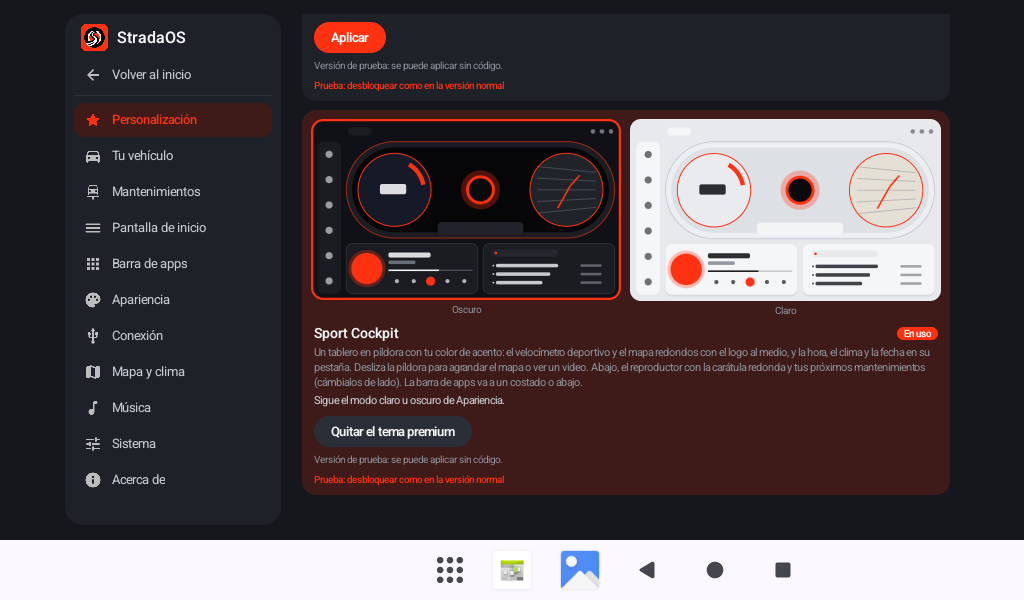 StradaOS
Volver al inicio
Personalización
Tu vehículo
Mantenimientos
Pantalla de inicio
Barra de apps
Apariencia
Conexión
Mapa y clima
Música
Sistema
Acerca de
Aplicar
Versión de prueba: se puede aplicar sin código.
Prueba: desbloquear como en la versión normal
Oscuro
Claro
Sport Cockpit
En uso
Un tablero en píldora con tu color de acento: el velocímetro deportivo y el mapa redondos con el logo al medio, y la hora, el clima y la fecha en su
pestaña. Desliza la píldora para agrandar el mapa o ver un video. Abajo, el reproductor con la carátula redonda y tus próximos mantenimientos
(cámbialos de lado). La barra de apps va a un costado o abajo.
Sigue el modo claro u oscuro de Apariencia.
Quitar el tema premium
Versión de prueba: se puede aplicar sin código.
Prueba: desbloquear como en la versión normal